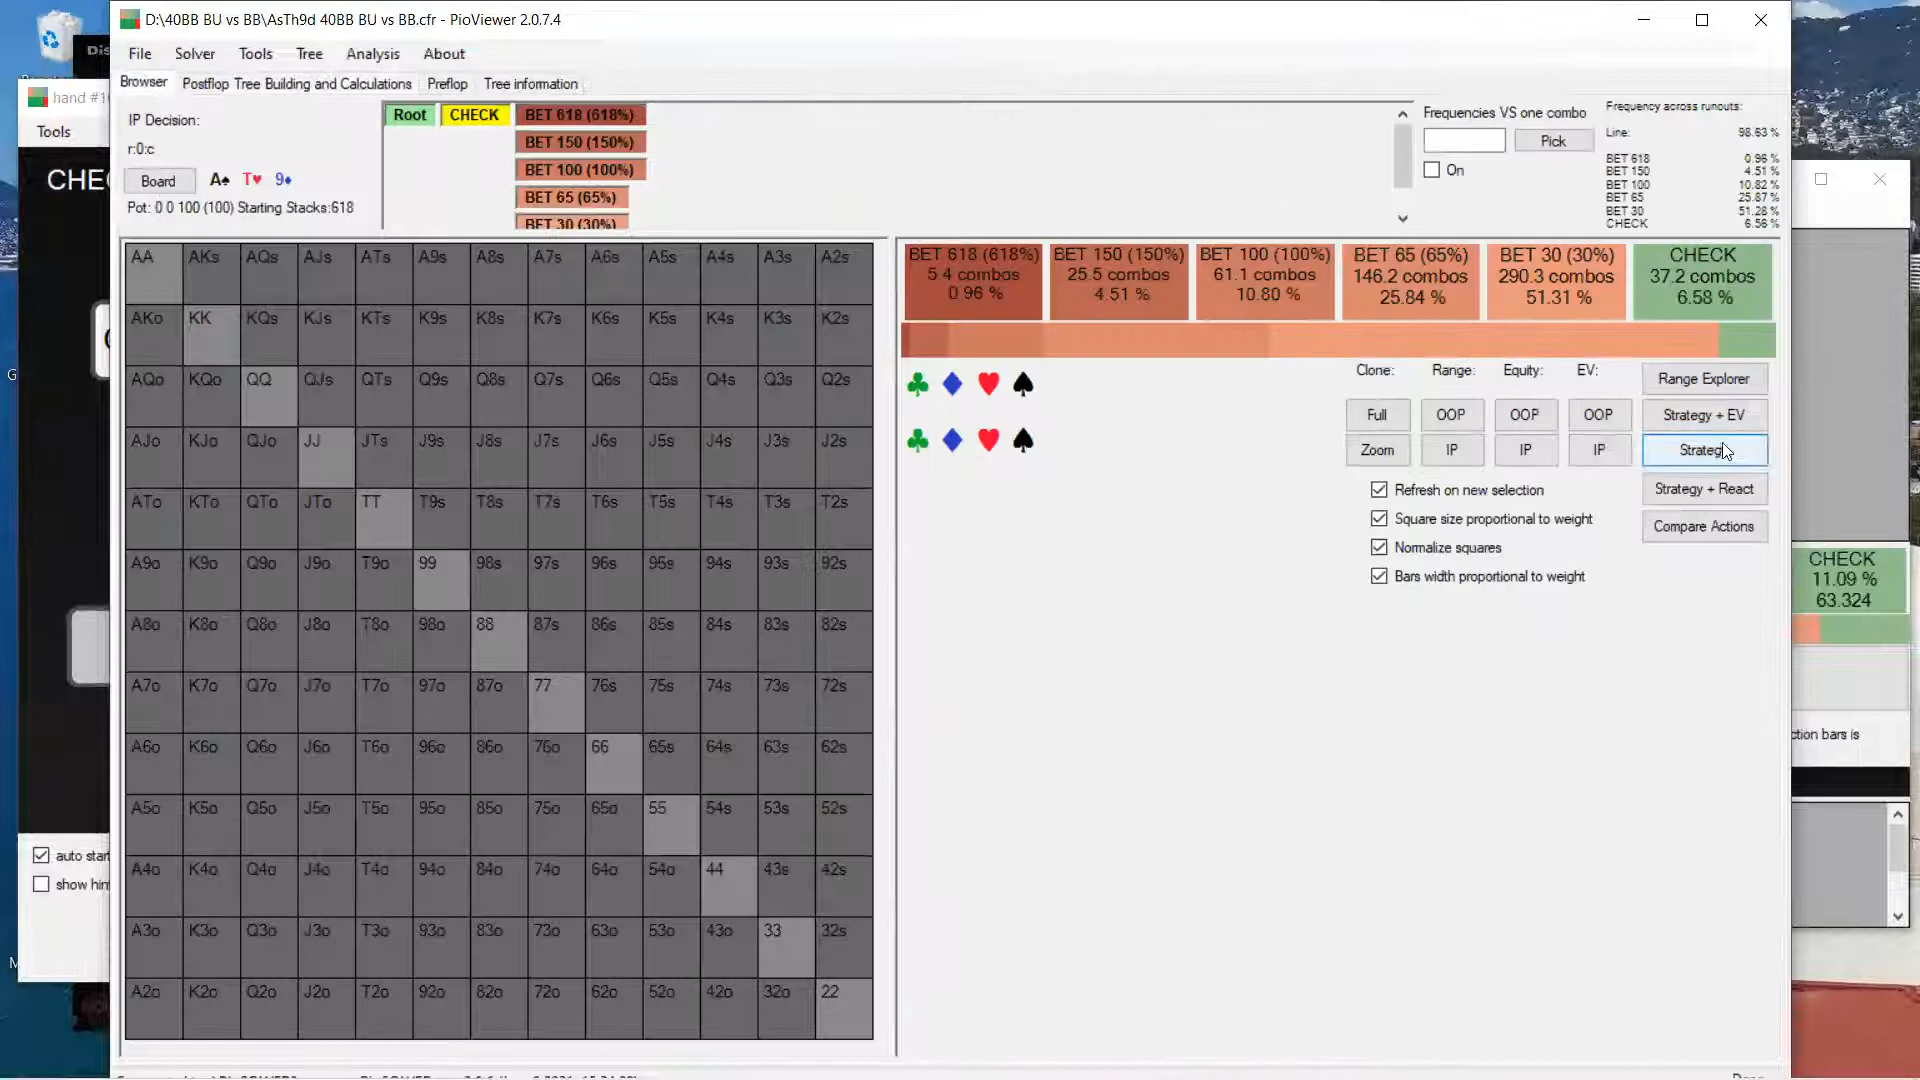 D:\40BB BU vs BB\AsTh9d 40BB BU vs BB.cfr - PioViewer 2.0.7.4
File Solver Tools Tree Analysis About
Browser Postflop Tree Building and Calculations Preflop Tree information
hand #1
Tools
CHE
IP Decision:
r:0:c
Board A♠ T♥ 9♦
Pot: 0 0 100 (100) Starting Stacks:618
Root CHECK BET 618 (618%)
BET 150 (150%)
BET 100 (100%)
BET 65 (65%)
BET 30 (30%)
Frequencies VS one combo
Pick
On
Frequency across runouts:
Line: 98.63 %
BET 618 0.96 %
BET 150 4.51 %
BET 100 10.82 %
BET 65 25.87 %
BET 30 51.28 %
CHECK 6.56 %
AA AKs AQs AJs ATs A9s A8s A7s A6s A5s A4s A3s A2s
AKo KK KQs KJs KTs K9s K8s K7s K6s K5s K4s K3s K2s
AQo KQo QQ QJs QTs Q9s Q8s Q7s Q6s Q5s Q4s Q3s Q2s
AJo KJo QJo JJ JTs J9s J8s J7s J6s J5s J4s J3s J2s
ATo KTo QTo JTo TT T9s T8s T7s T6s T5s T4s T3s T2s
A9o K9o Q9o J9o T9o 99 98s 97s 96s 95s 94s 93s 92s
A8o K8o Q8o J8o T8o 98o 88 87s 86s 85s 84s 83s 82s
A7o K7o Q7o J7o T7o 97o 87o 77 76s 75s 74s 73s 72s
A6o K6o Q6o J6o T6o 96o 86o 76o 66 65s 64s 63s 62s
A5o K5o Q5o J5o T5o 95o 85o 75o 65o 55 54s 53s 52s
A4o K4o Q4o J4o T4o 94o 84o 74o 64o 54o 44 43s 42s
A3o K3o Q3o J3o T3o 93o 83o 73o 63o 53o 43o 33 32s
A2o K2o Q2o J2o T2o 92o 82o 72o 62o 52o 42o 32o 22
BET 618 (618%) BET 150 (150%) BET 100 (100%) BET 65 (65%) BET 30 (30%) CHECK
5.4 combos 25.5 combos 61.1 combos 146.2 combos 290.3 combos 37.2 combos
0.96 % 4.51 % 10.80 % 25.84 % 51.31 % 6.58 %
Clone: Range: Equity: EV: Range Explorer
Full OOP OOP OOP Strategy + EV
Zoom IP IP IP
Refresh on new selection Strategy + React
Square size proportional to weight Compare Actions
Normalize squares
Bars width proportional to weight
CHECK
11.09 %
63.324
ction bars is
auto start
show hin
G
M